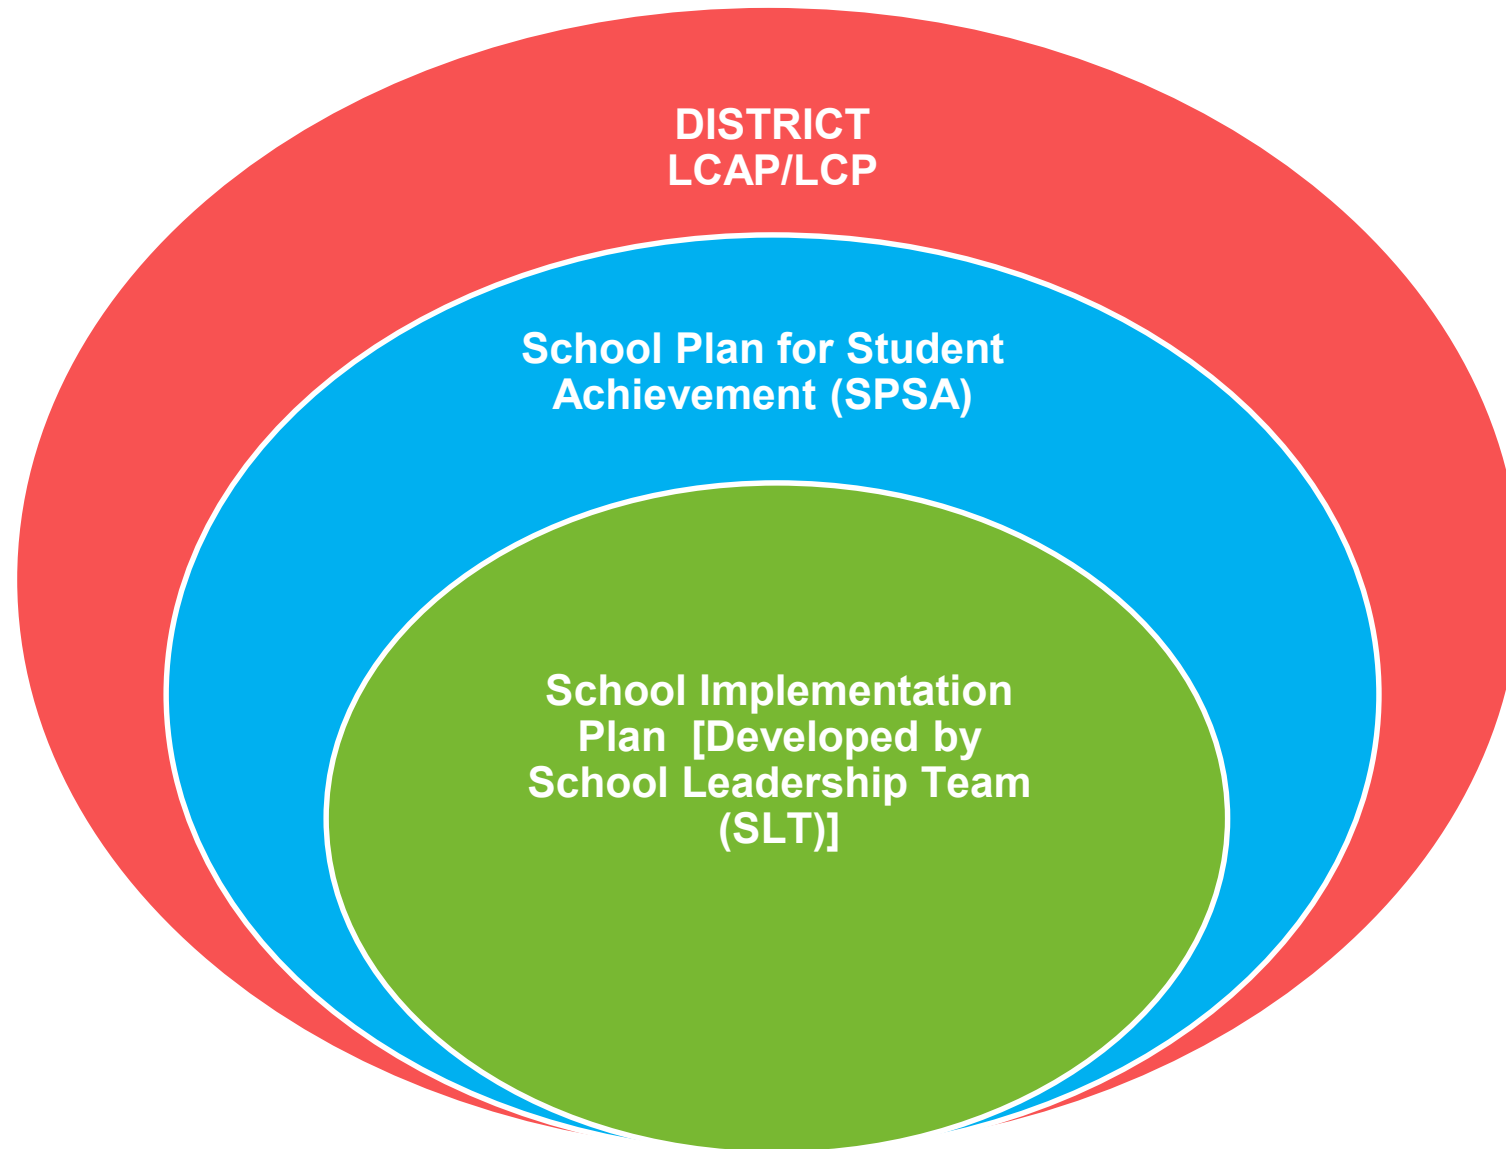 DISTRICT
LCAP/LCP
School Plan for Student
Achievement (SPSA)
School Implementation
Plan  [Developed by
School Leadership Team
(SLT)]